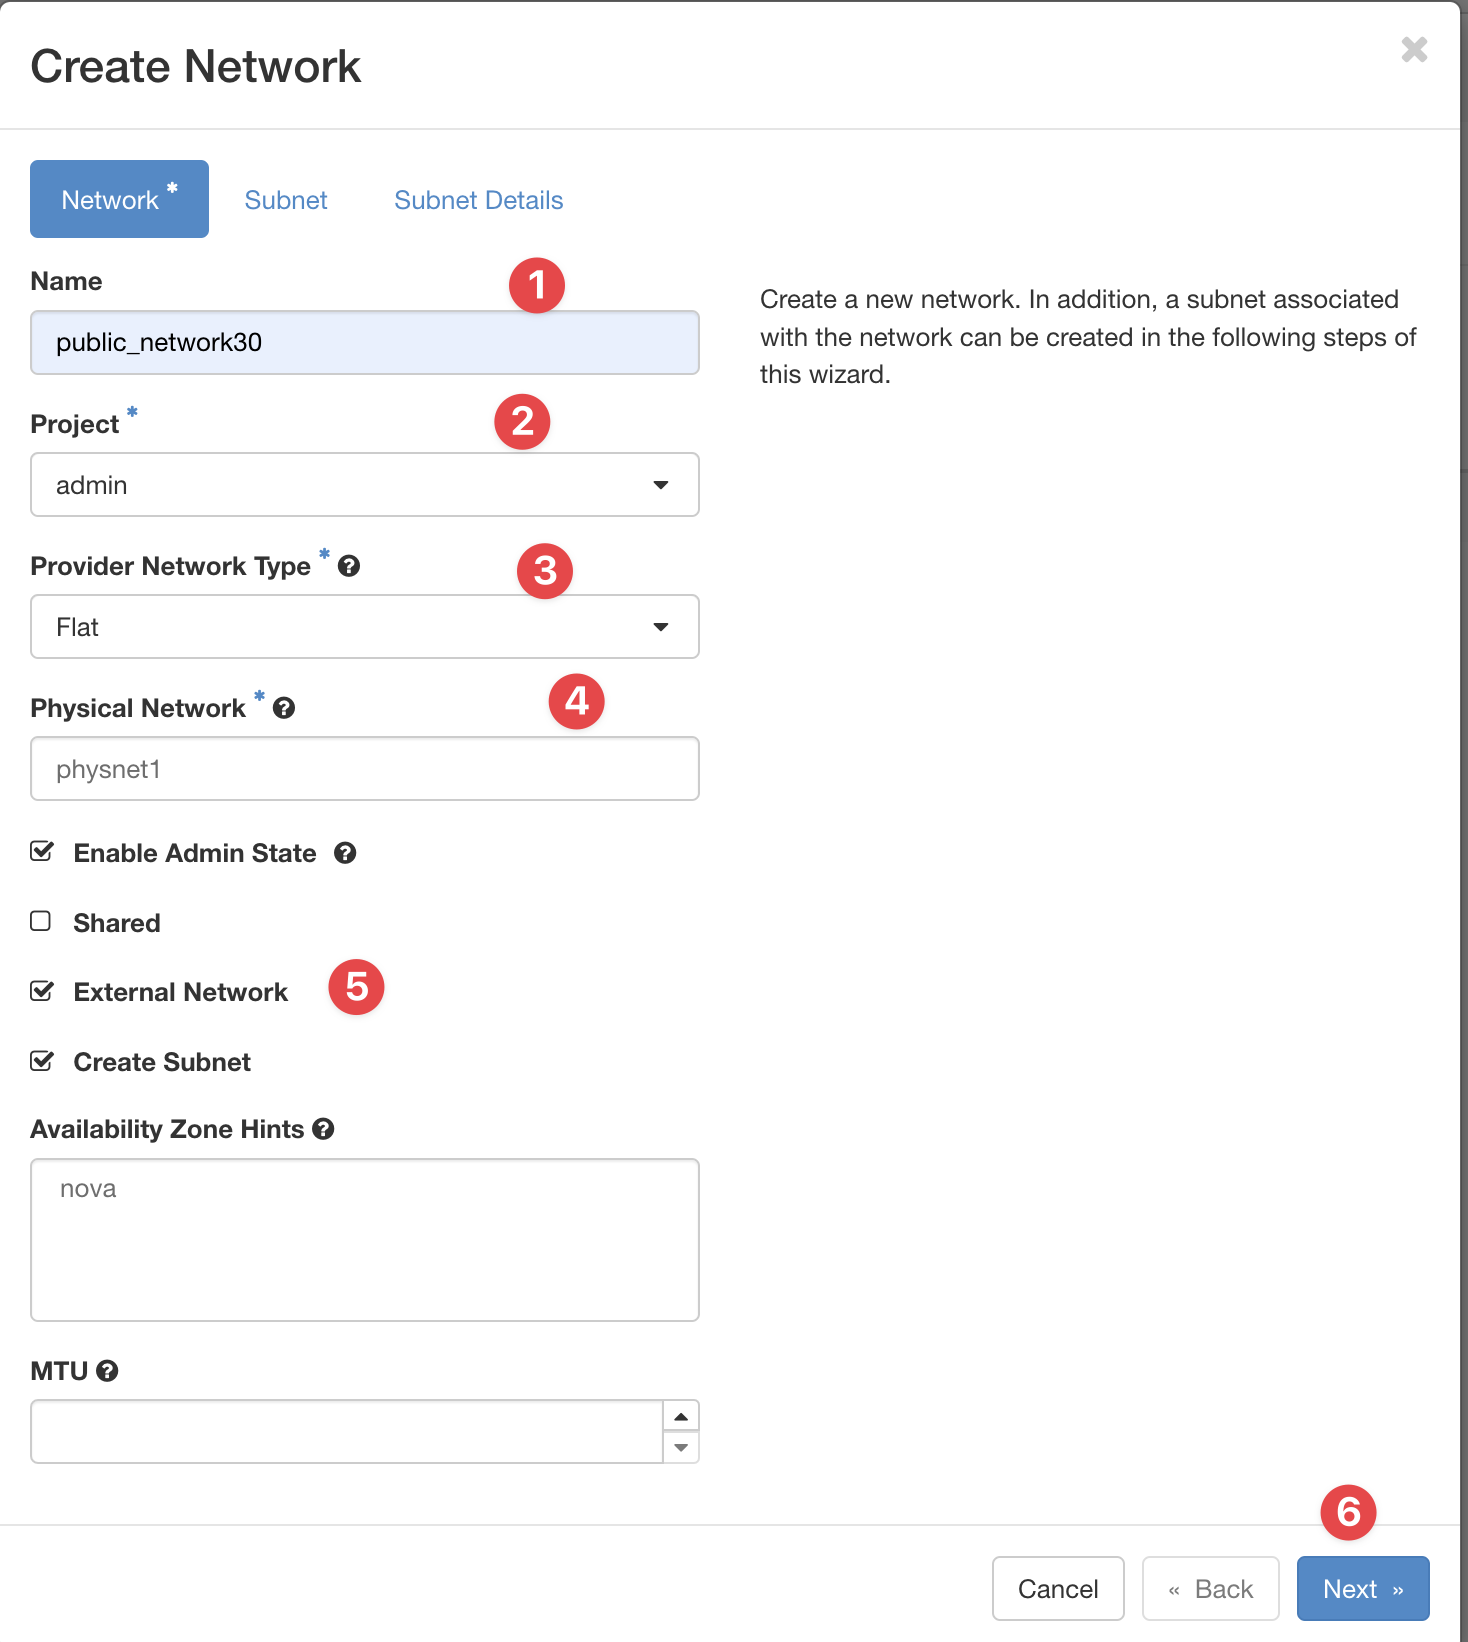 Create Network
Network *
Subnet
Subnet Details
Name
1
public_network30
Create a new network. In addition, a subnet associated
with the network can be created in the following steps of
this wizard.
Project *
2
admin
Provider Network Type * ?
3
Flat
Physical Network * ?
4
physnet1
Enable Admin State ?
Shared
External Network
5
Create Subnet
Availability Zone Hints ?
nova
MTU ?
6
Cancel
« Back
Next »